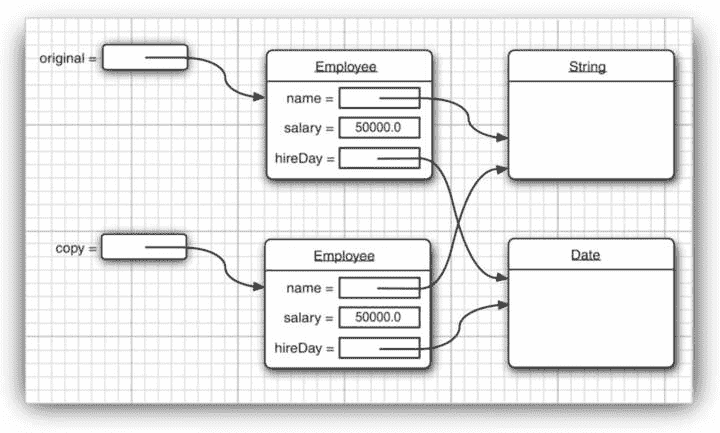 original =
Employee
name =
salary = 50000.0
hireDay =
String
copy =
Employee
name =
salary = 50000.0
hireDay =
Date